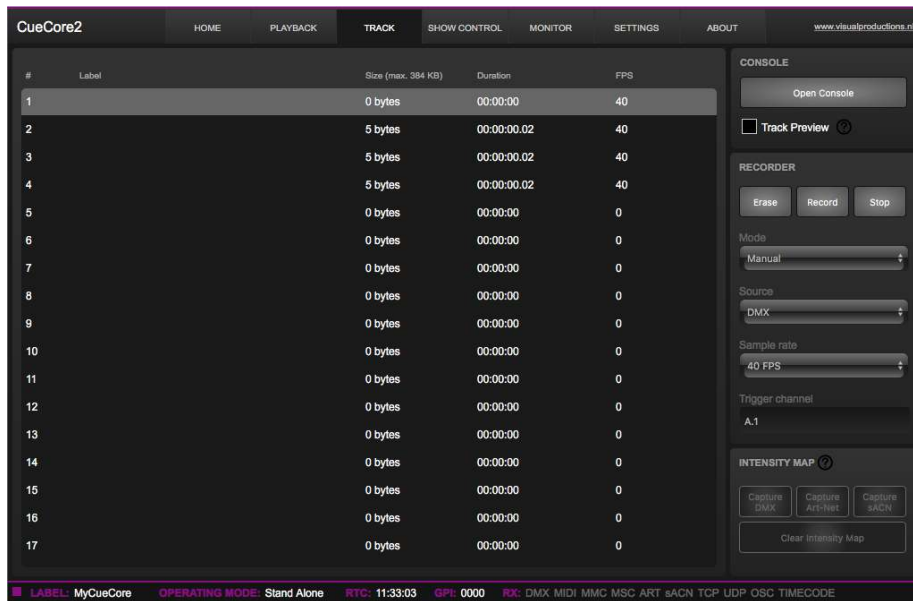 CueCore2 HOME PLAYBACK TRACK SHOW CONTROL MONITOR SETTINGS ABOUT www.visualproductions.nl
# Label Size (max. 384 KB) Duration FPS
1 0 bytes 00:00:00 40
2 5 bytes 00:00:00.02 40
3 5 bytes 00:00:00.02 40
4 5 bytes 00:00:00.02 40
5 0 bytes 00:00:00 0
6 0 bytes 00:00:00 0
7 0 bytes 00:00:00 0
8 0 bytes 00:00:00 0
9 0 bytes 00:00:00 0
10 0 bytes 00:00:00 0
11 0 bytes 00:00:00 0
12 0 bytes 00:00:00 0
13 0 bytes 00:00:00 0
14 0 bytes 00:00:00 0
15 0 bytes 00:00:00 0
16 0 bytes 00:00:00 0
17 0 bytes 00:00:00 0
CONSOLE
Open Console
Track Preview ?
RECORDER
Erase Record Stop
Mode
Manual
Source
DMX
Sample rate
40 FPS
Trigger channel
A.1
INTENSITY MAP ?
Capture DMX Capture Art-Net Capture sACN
Clear Intensity Map
LABEL: MyCueCore OPERATING MODE: Stand Alone RTC: 11:33:03 GPI: 0000 RX: DMX MIDI MMC MSC ART sACN TCP UDP OSC TIMECODE